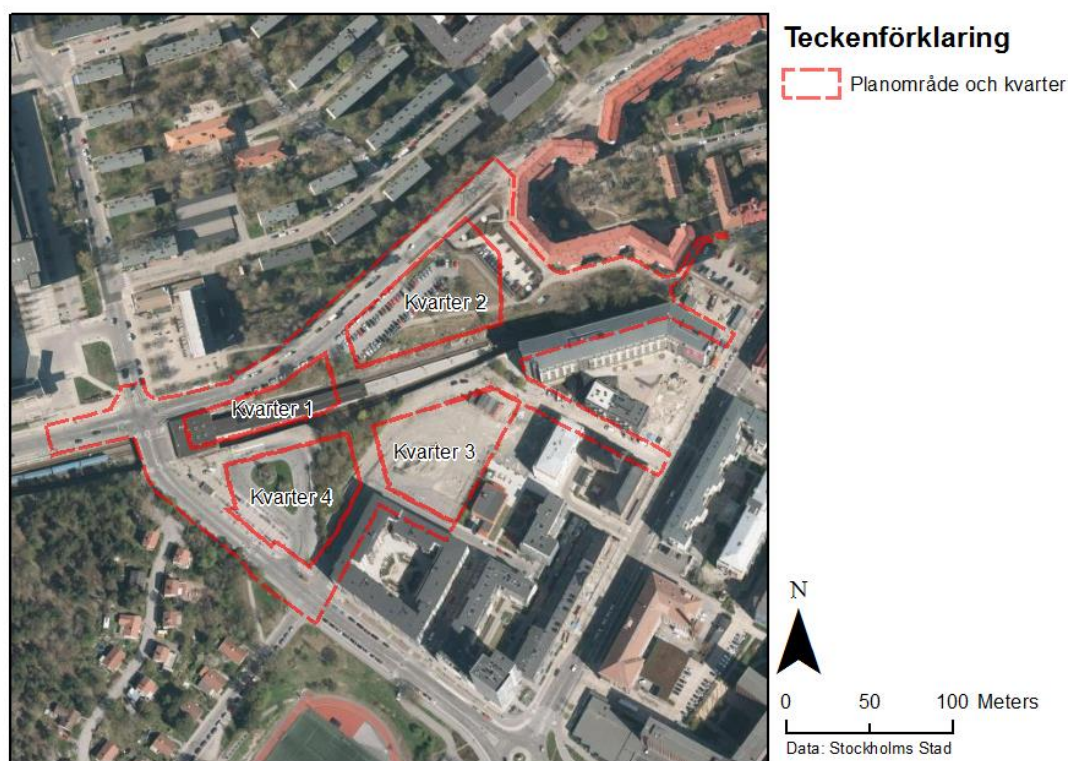 Teckenförklaring
Planområde och kvarter
Kvarter 2
Kvarter 1
Kvarter 3
Kvarter 4
N
0 50 100 Meters
Data: Stockholms Stad